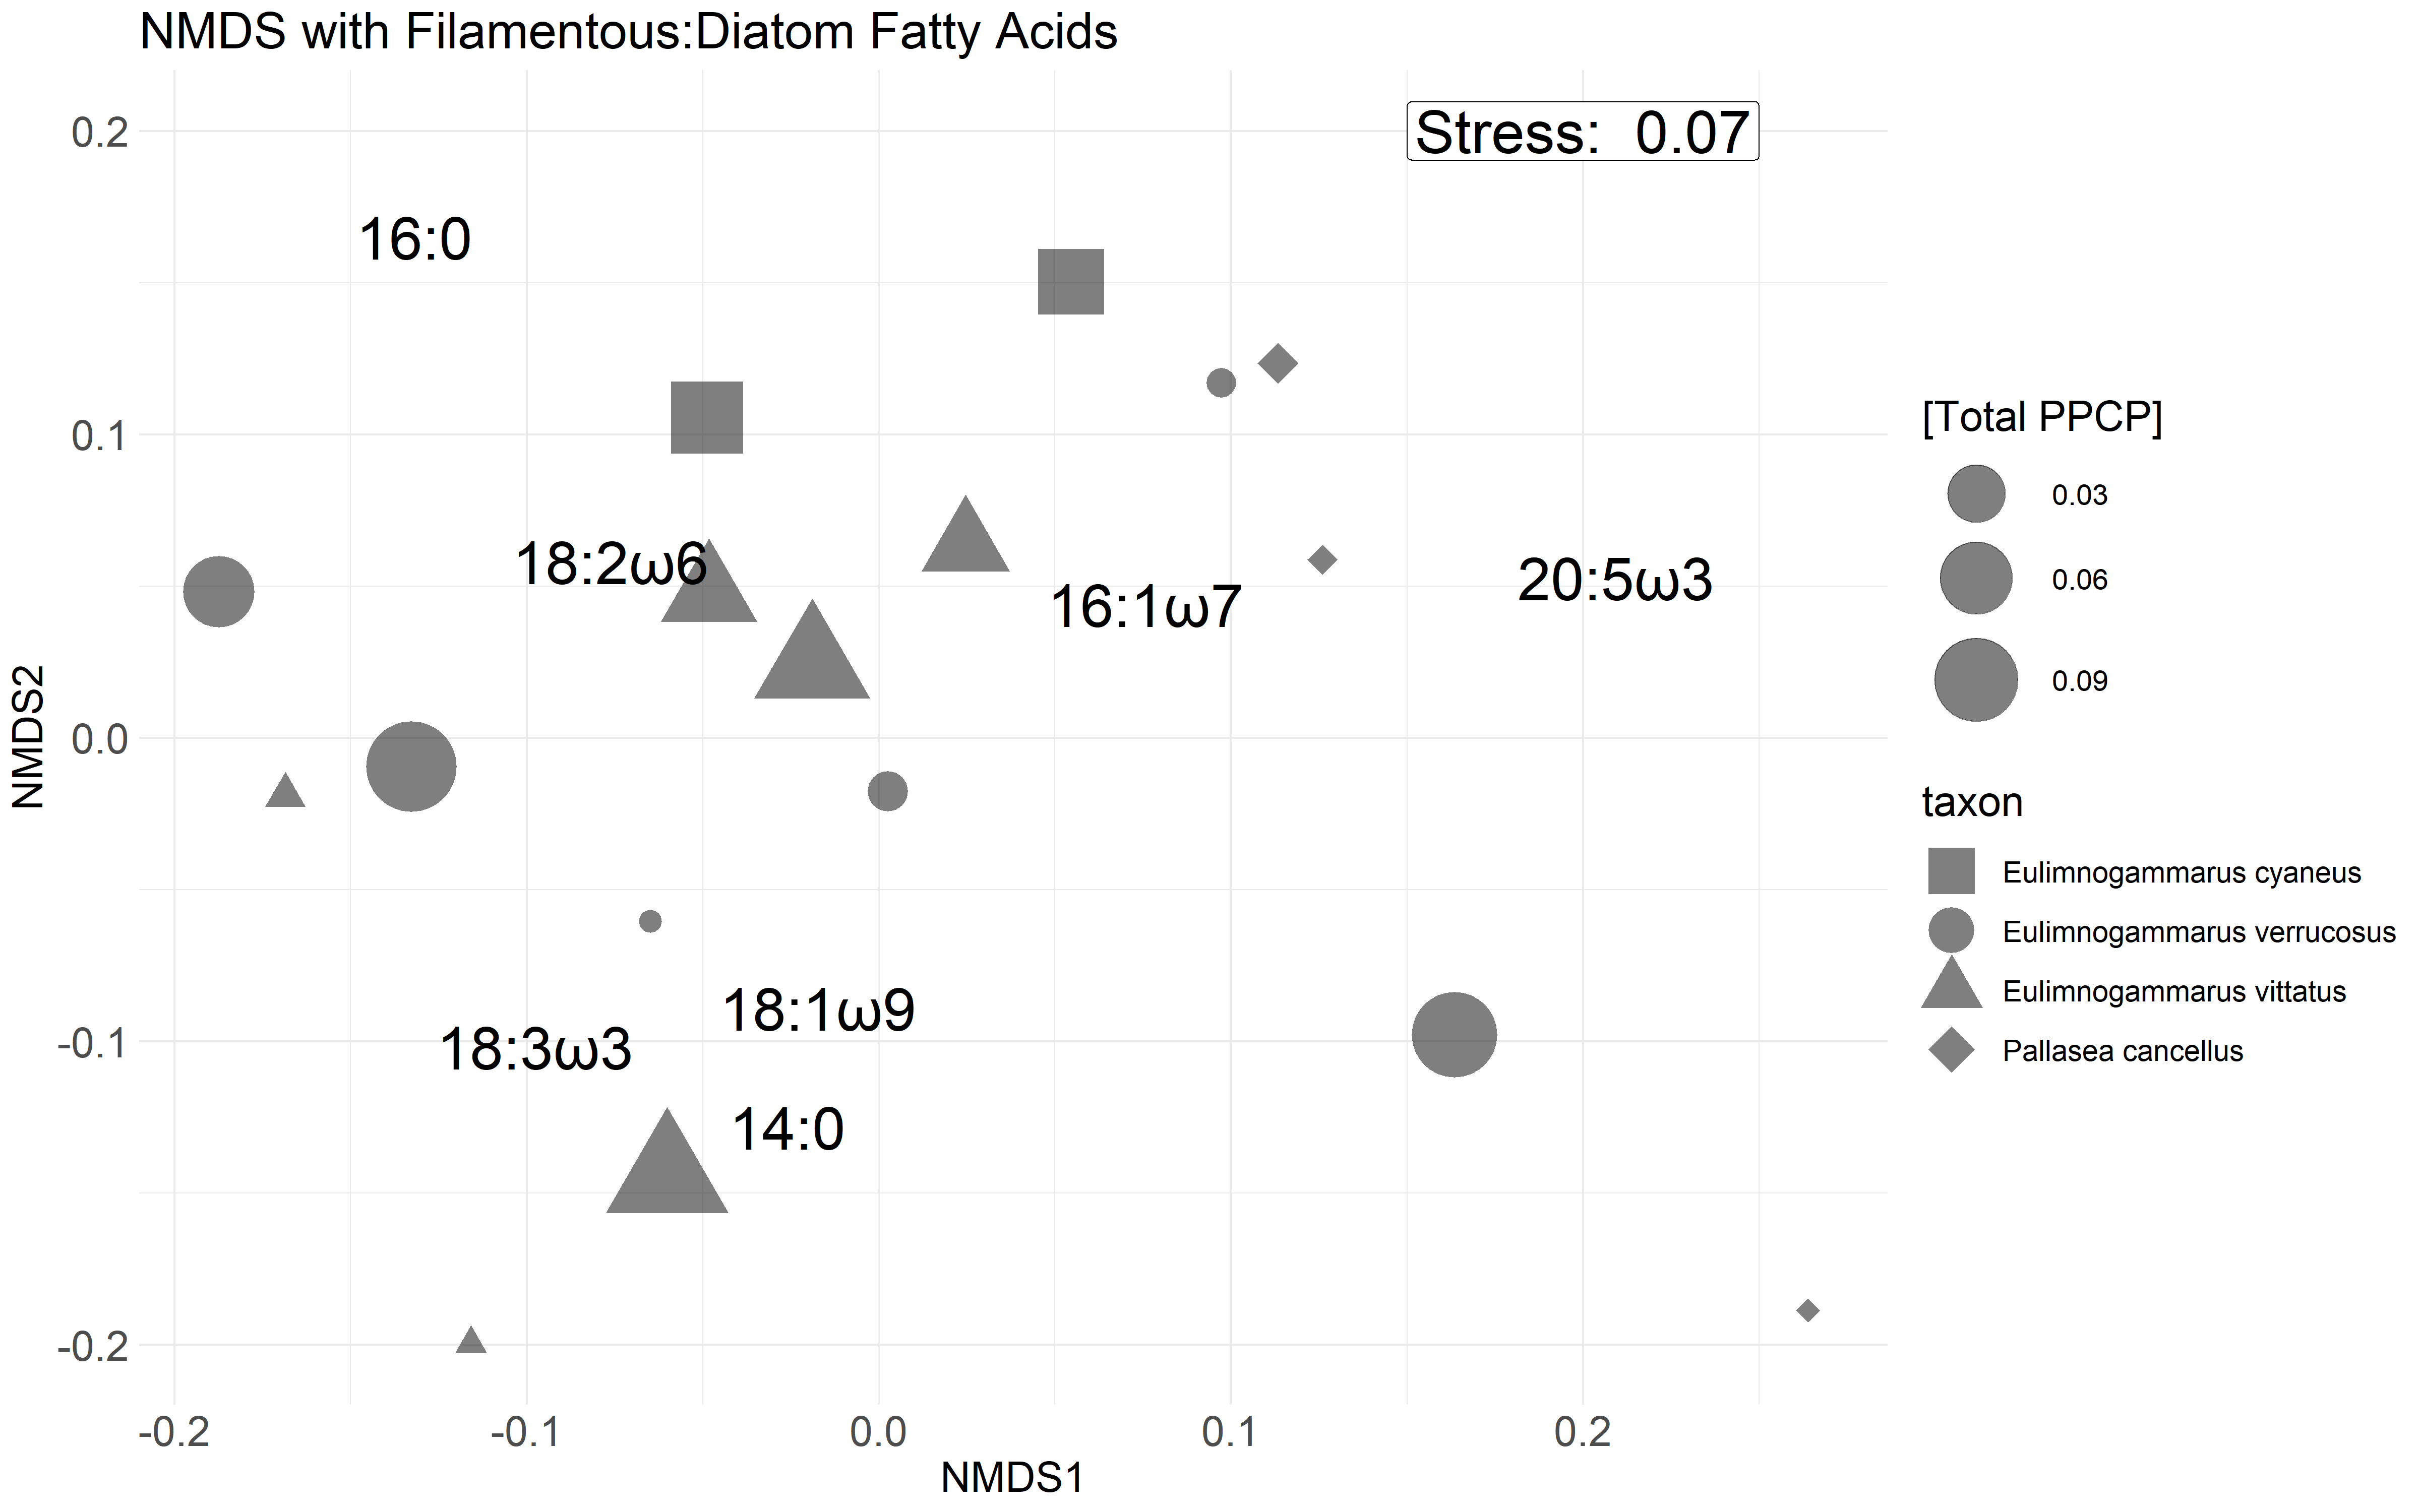 NMDS with Filamentous:Diatom Fatty Acids
Stress:  0.07
0.2
0.1
0.0
-0.1
-0.2
NMDS2
16:0
18:2ω6
16:1ω7
20:5ω3
18:1ω9
18:3ω3
14:0
-0.2
-0.1
0.0
0.1
0.2
NMDS1
[Total PPCP]
0.03
0.06
0.09
taxon
Eulimnogammarus cyaneus
Eulimnogammarus verrucosus
Eulimnogammarus vittatus
Pallasea cancellus